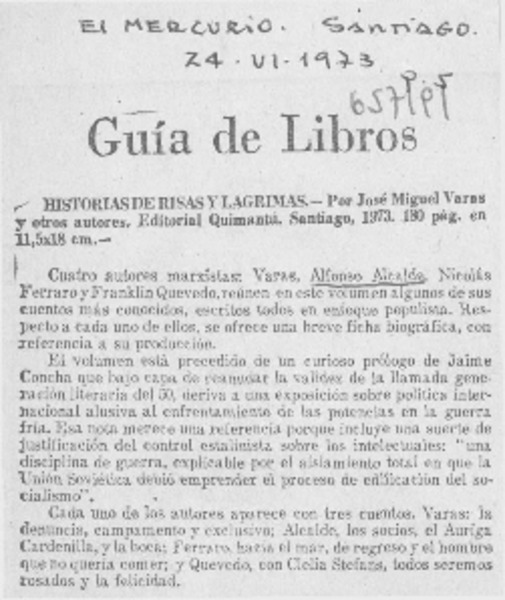 El MERCURIO. SANTIAGO.
24-VI-1973
Guía de Libros
HISTORIAS DE RISAS Y LAGRIMAS.— Por José Miguel Varas
y otros autores. Editorial Quimantú. Santiago, 1973. 180 pág. en
11,5x18 cm.—
Cuatro autores marxistas: Varas, Alfonso Alcalde, Nicolás
Ferraro y Franklin Quevedo, reúnen en este volumen algunos de sus
cuentos más conocidos, escritos todos en enfoque populista. Res-
pecto a cada uno de ellos, se ofrece una breve ficha biográfica, con
referencia a su producción.
El volumen está precedido de un curioso prólogo de Jaime
Concha que bajo capa de reanudar la validez de la llamada gene-
ración literaria del 50, deriva a una exposición sobre política inter-
nacional alusiva al enfrentamiento de las potencias en la guerra
fría. Esa nota merece una referencia porque incluye una suerte de
justificación del control estalinista sobre los intelectuales: "una
disciplina de guerra, explicable por el aislamiento total en que la
Unión Soviética debió emprender el proceso de edificación del so-
cialismo".
Cada uno de los autores aparece con tres cuentos. Varas: la
denuncia, campamento y exclusivo; Alcalde, los socios, el Auriga
Cardenilla, y la boca; Ferraro, hacia el mar, de regreso y el hombre
que no quería comer; y Quevedo, con Clelia Stefans, todos seremos
rosados y la felicidad.